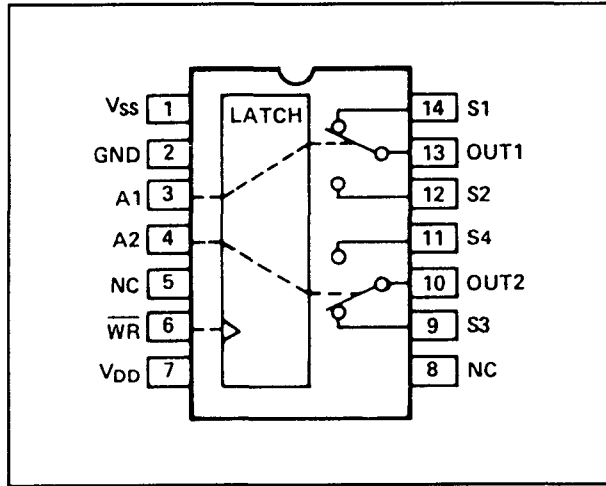 VSS 1
GND 2
A1 3
A2 4
NC 5
WR 6
VDD 7
LATCH
14 S1
13 OUT1
12 S2
11 S4
10 OUT2
9 S3
8 NC